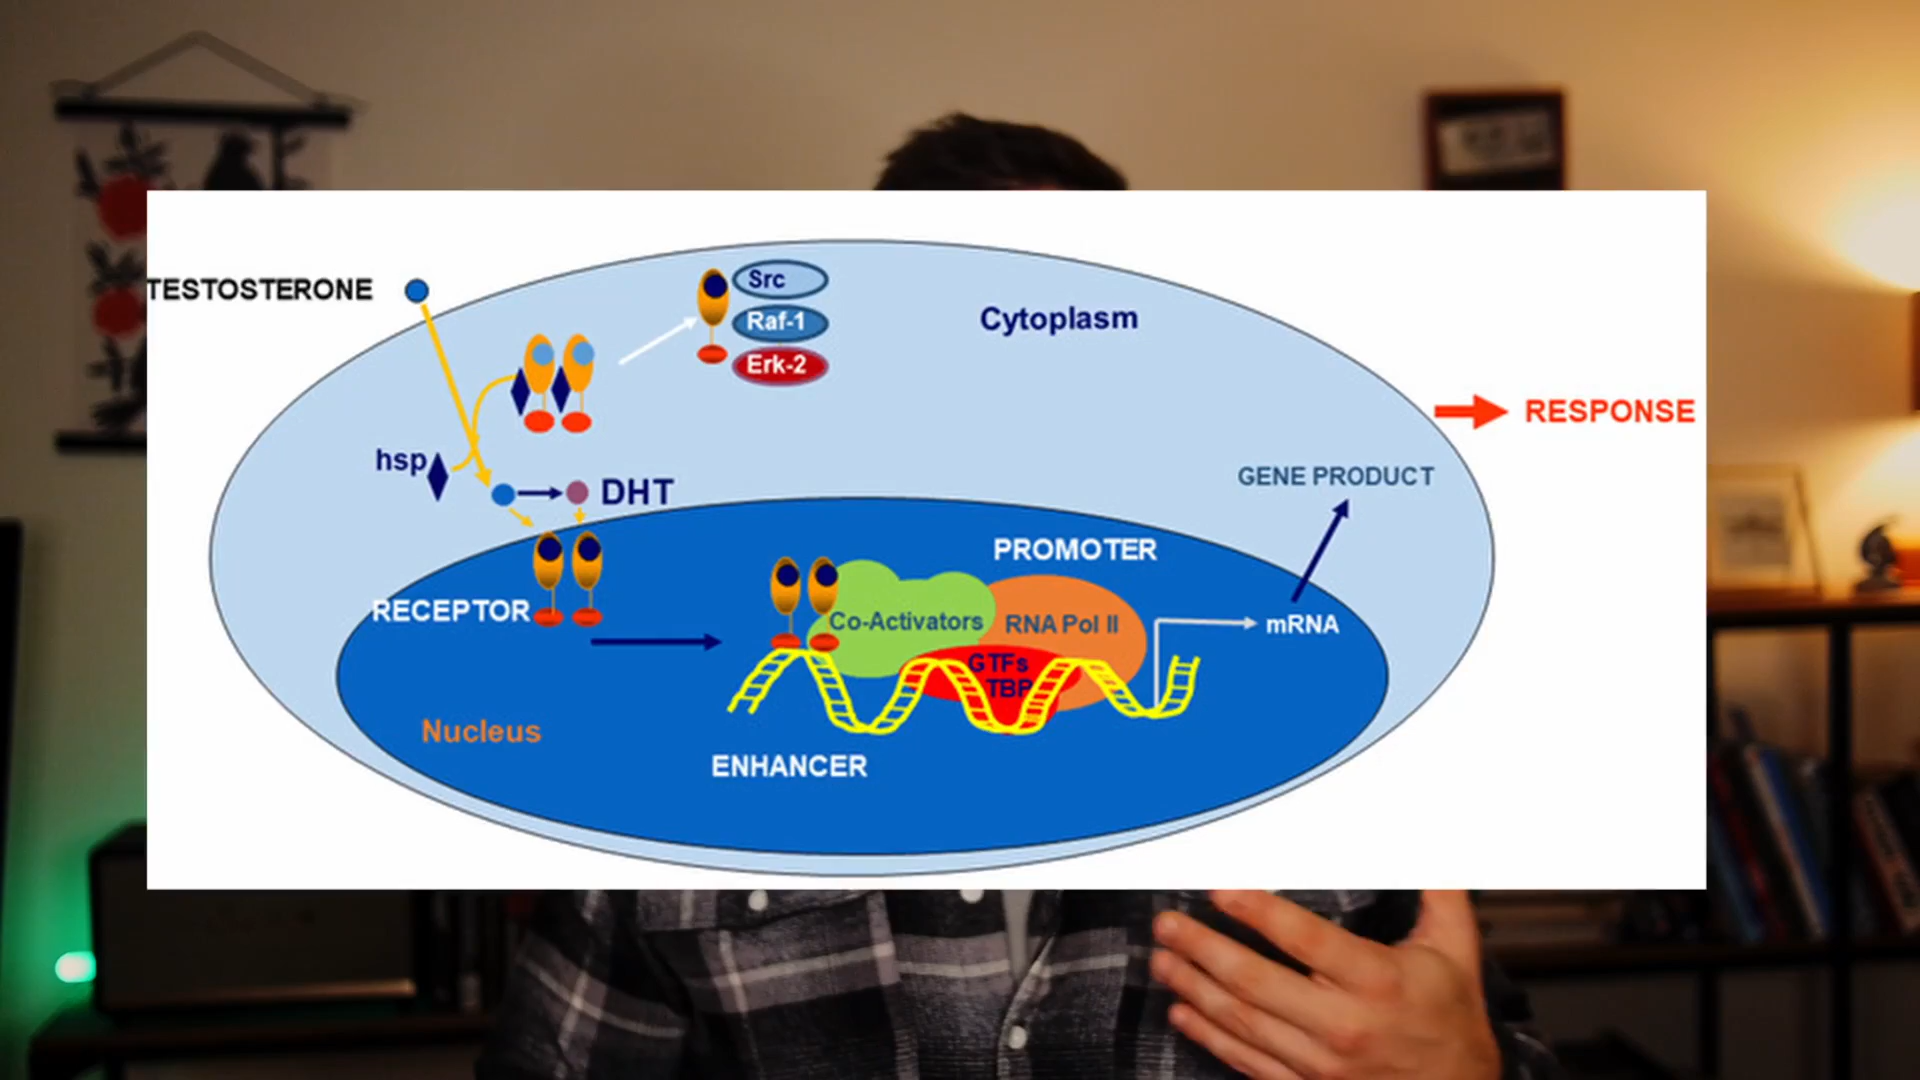 TESTOSTERONE
Src
Raf-1
Erk-2
Cytoplasm
RESPONSE
hsp
DHT
GENE PRODUCT
PROMOTER
RECEPTOR
Co-Activators
RNA Pol II
mRNA
GTFs
TBP
Nucleus
ENHANCER